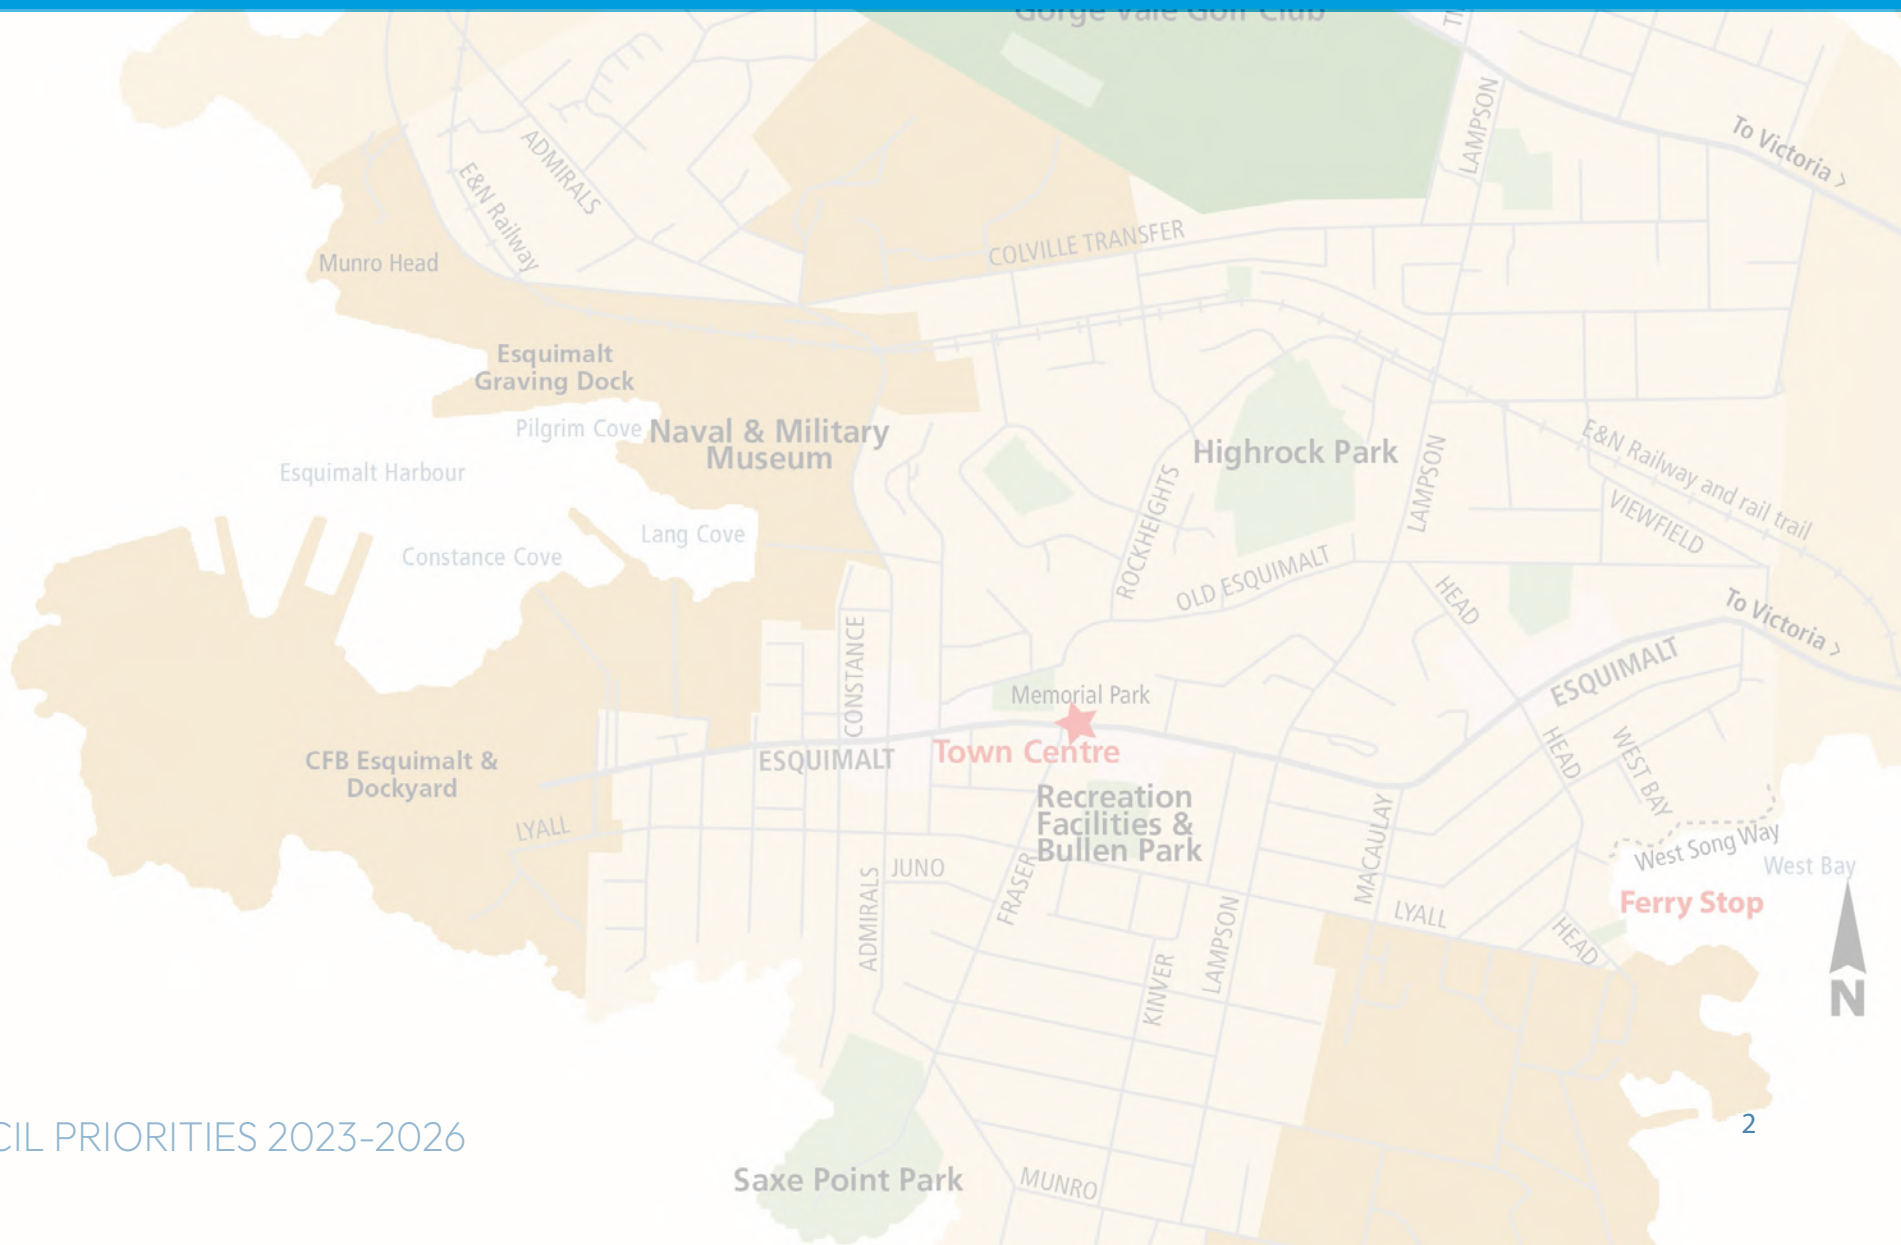 Gorge Vale Golf Club
LAMPSON
To Victoria >
ADMIRALS
E&N Railway
COLVILLE TRANSFER
Munro Head
Esquimalt
Graving Dock
Pilgrim Cove
Naval & Military
Museum
Highrock Park
LAMPSON
E&N Railway and rail trail
Esquimalt Harbour
VIEWFIELD
ROCKHEIGHTS
Lang Cove
Constance Cove
OLD ESQUIMALT
HEAD
To Victoria >
CONSTANCE
ESQUIMALT
Memorial Park
Town Centre
ESQUIMALT
CFB Esquimalt &
Dockyard
HEAD
WEST BAY
Recreation
Facilities &
Bullen Park
LYALL
MACAULAY
West Song Way
West Bay
JUNO
FRASER
ADMIRALS
Ferry Stop
LYALL
LAMPSON
HEAD
KINVER
N
CIL PRIORITIES 2023-2026
2
Saxe Point Park
MUNRO